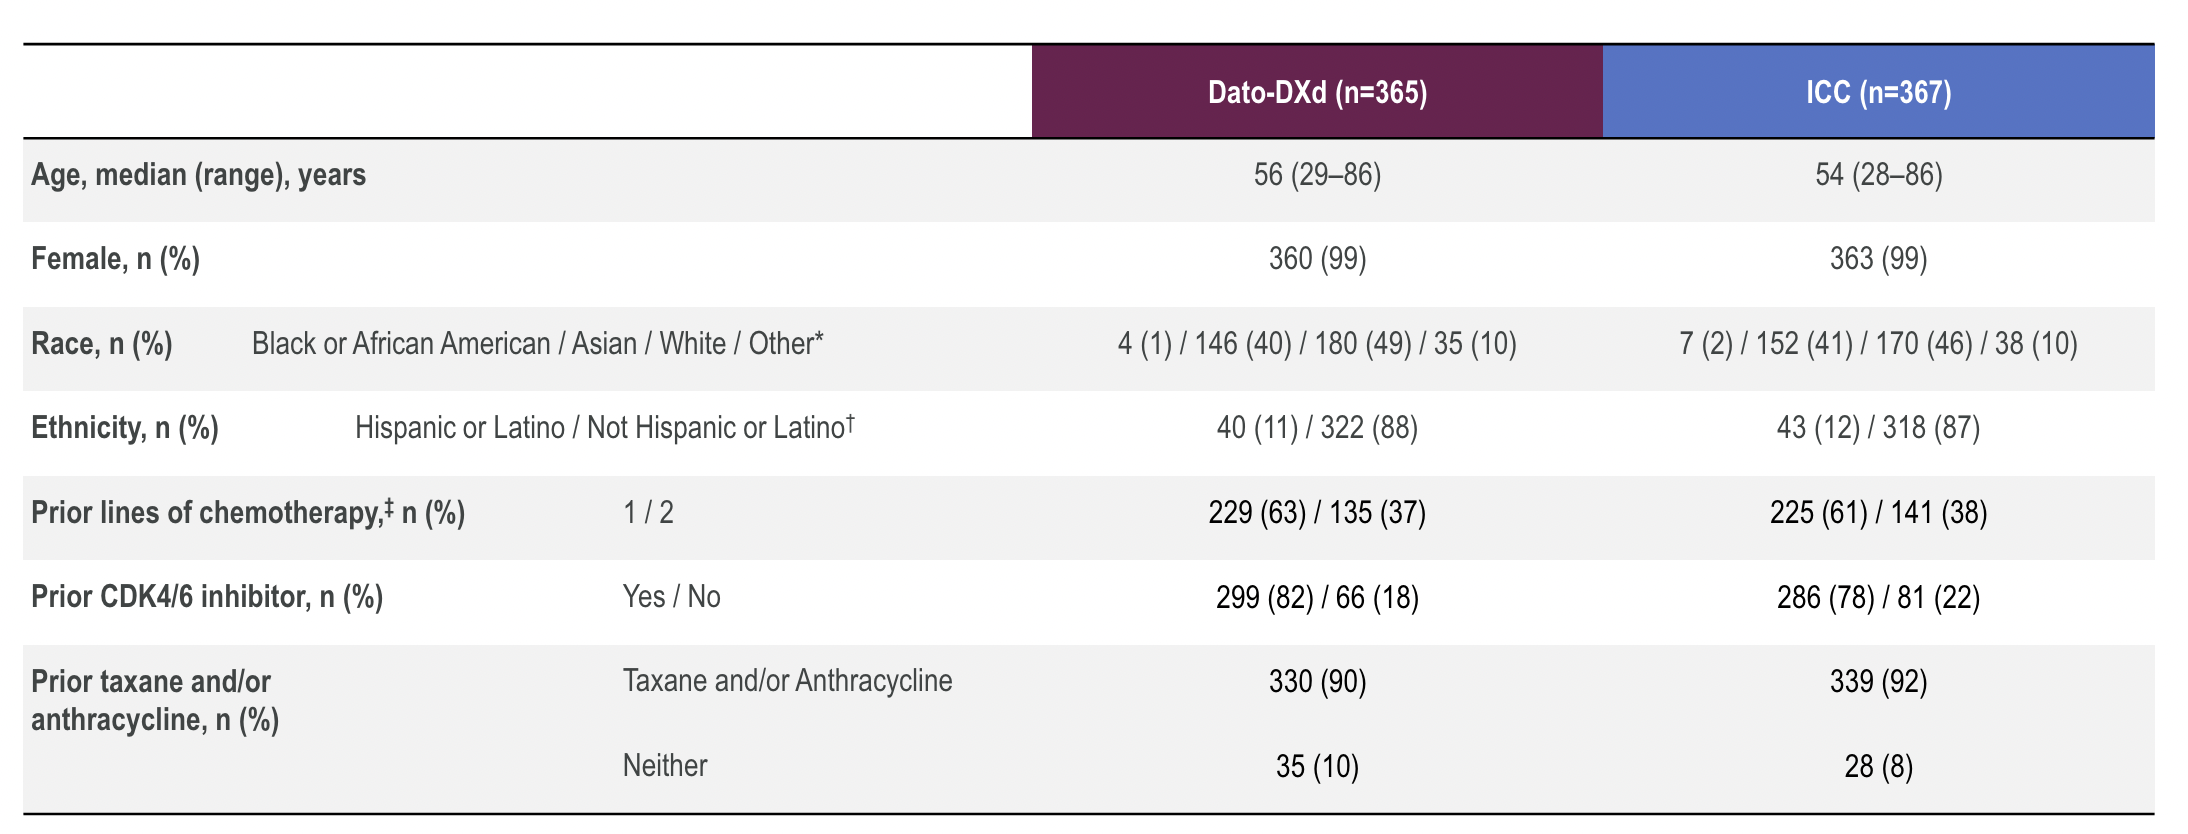 Dato-DXd (n=365) ICC (n=367)
Age, median (range), years 56 (29–86) 54 (28–86)
Female, n (%) 360 (99) 363 (99)
Race, n (%) Black or African American / Asian / White / Other* 4 (1) / 146 (40) / 180 (49) / 35 (10) 7 (2) / 152 (41) / 170 (46) / 38 (10)
Ethnicity, n (%) Hispanic or Latino / Not Hispanic or Latino† 40 (11) / 322 (88) 43 (12) / 318 (87)
Prior lines of chemotherapy,‡ n (%) 1 / 2 229 (63) / 135 (37) 225 (61) / 141 (38)
Prior CDK4/6 inhibitor, n (%) Yes / No 299 (82) / 66 (18) 286 (78) / 81 (22)
Prior taxane and/or Taxane and/or Anthracycline 330 (90) 339 (92)
anthracycline, n (%)
Neither 35 (10) 28 (8)